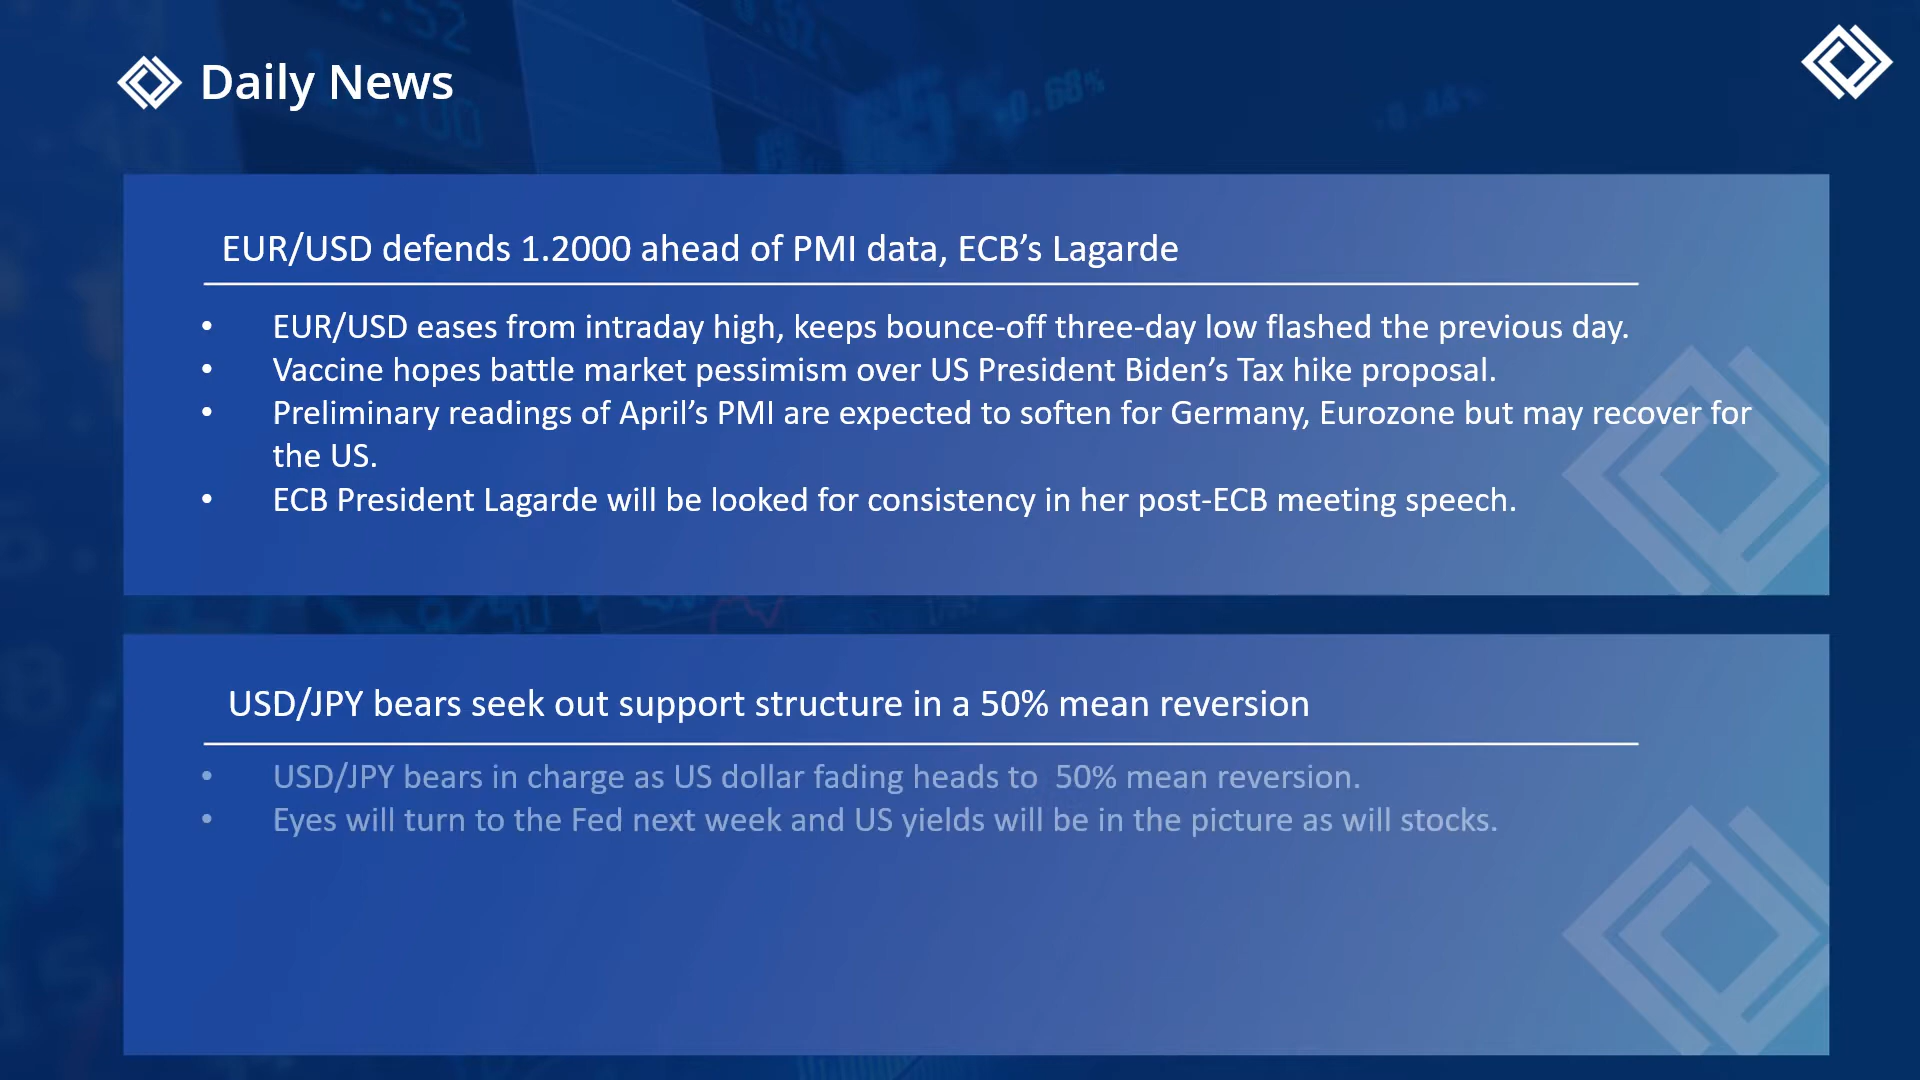 Daily News
EUR/USD defends 1.2000 ahead of PMI data, ECB’s Lagarde
• EUR/USD eases from intraday high, keeps bounce-off three-day low flashed the previous day.
• Vaccine hopes battle market pessimism over US President Biden’s Tax hike proposal.
• Preliminary readings of April’s PMI are expected to soften for Germany, Eurozone but may recover for
the US.
• ECB President Lagarde will be looked for consistency in her post-ECB meeting speech.
USD/JPY bears seek out support structure in a 50% mean reversion
• USD/JPY bears in charge as US dollar fading heads to  50% mean reversion.
• Eyes will turn to the Fed next week and US yields will be in the picture as will stocks.